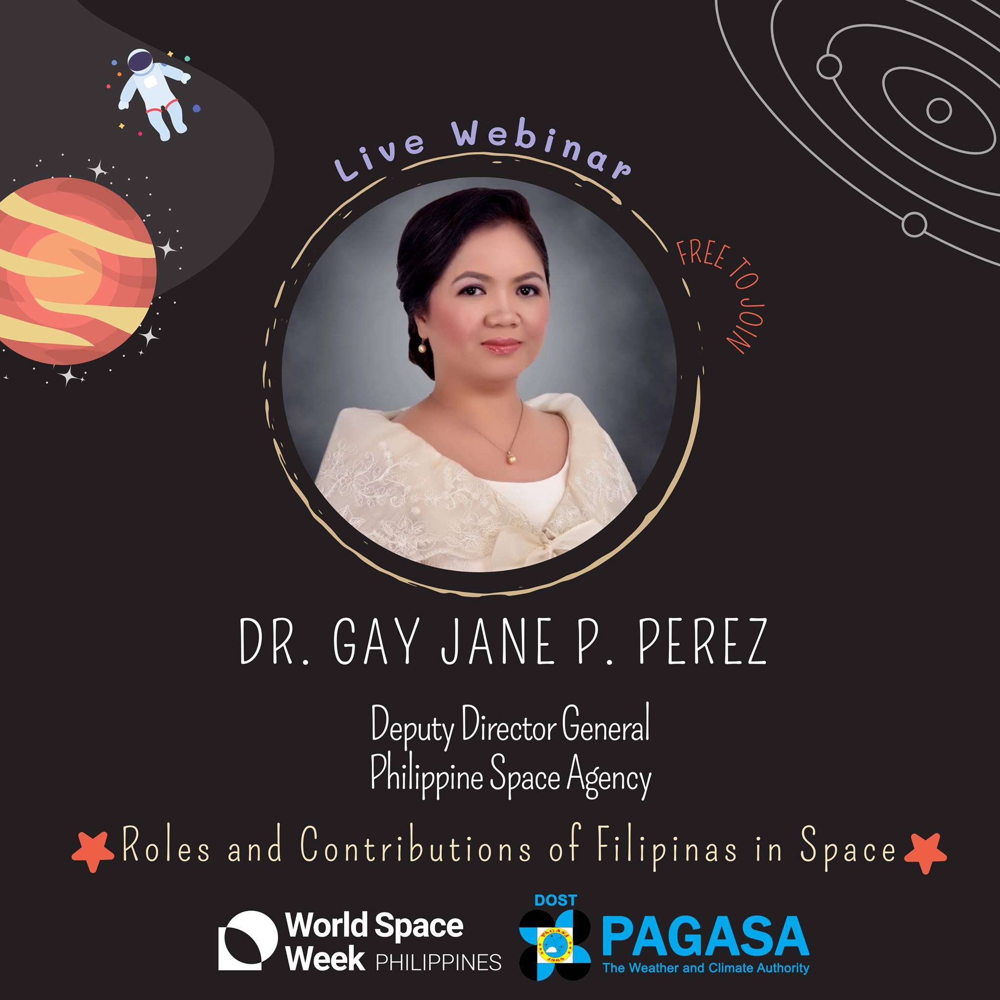 Live Webinar
FREE TO JOIN
DR. GAY JANE P. PEREZ
Deputy Director General
Philippine Space Agency
Roles and Contributions of Filipinas in Space
World Space
Week PHILIPPINES
DOST
PAGASA
1865
PAGASA
The Weather and Climate Authority